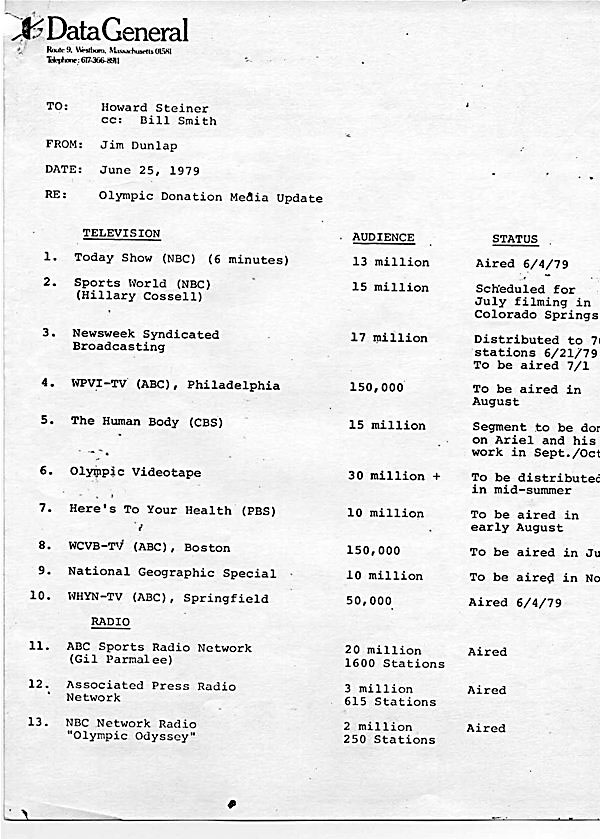 DataGeneral
Route 9, Westboro, Massachusetts 01581
Telephone: 617-366-8911
TO: Howard Steiner
cc: Bill Smith
FROM: Jim Dunlap
DATE: June 25, 1979
RE: Olympic Donation Media Update
TELEVISION AUDIENCE STATUS
1. Today Show (NBC) (6 minutes) 13 million Aired 6/4/79
2. Sports World (NBC) 15 million Scheduled for
(Hillary Cossell) July filming in
Colorado Springs
3. Newsweek Syndicated 17 million Distributed to
Broadcasting stations 6/21/79
To be aired 7/1
4. WPVI-TV (ABC), Philadelphia 150,000 To be aired in
August
5. The Human Body (CBS) 15 million Segment to be
on Ariel and his
work in Sept./Oct
6. Olympic Videotape 30 million + To be distributed
in mid-summer
7. Here's To Your Health (PBS) 10 million To be aired in
early August
8. WCVB-TV (ABC), Boston 150,000 To be aired in
9. National Geographic Special 10 million To be aired in
10. WHYN-TV (ABC), Springfield 50,000 Aired 6/4/79
RADIO
11. ABC Sports Radio Network 20 million Aired
(Gil Parmalee) 1600 Stations
12. Associated Press Radio 3 million Aired
Network 615 Stations
13. NBC Network Radio 2 million Aired
"Olympic Odyssey" 250 Stations